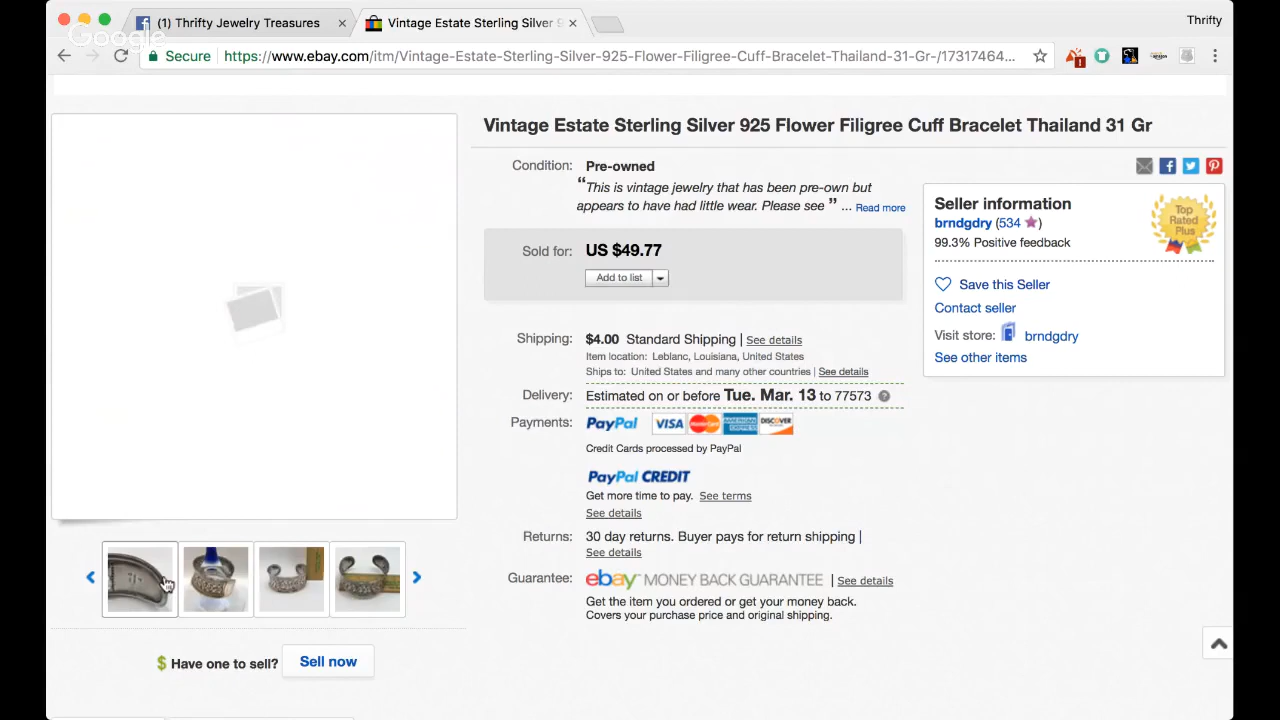 (1) Thrifty Jewelry Treasures
Vintage Estate Sterling Silver 9
Thrifty
Google
Secure
https://www.ebay.com/itm/Vintage-Estate-Sterling-Silver-925-Flower-Filigree-Cuff-Bracelet-Thailand-31-Gr-/17317464...
Vintage Estate Sterling Silver 925 Flower Filigree Cuff Bracelet Thailand 31 Gr
Condition: Pre-owned
“This is vintage jewelry that has been pre-own but
appears to have had little wear. Please see ” ... Read more
Sold for: US $49.77
Add to list
Shipping: $4.00 Standard Shipping | See details
Item location: Leblanc, Louisiana, United States
Ships to: United States and many other countries | See details
Delivery: Estimated on or before Tue. Mar. 13 to 77573 ?
Payments: PayPal VISA MasterCard AMERICAN EXPRESS DISCOVER
Credit Cards processed by PayPal
PayPal CREDIT
Get more time to pay. See terms
See details
Returns: 30 day returns. Buyer pays for return shipping |
See details
Guarantee: ebay MONEY BACK GUARANTEE | See details
Get the item you ordered or get your money back.
Covers your purchase price and original shipping.
Seller information
brndgdry (534 )
99.3% Positive feedback
Top
Rated
Plus
Save this Seller
Contact seller
Visit store: brndgdry
See other items
$ Have one to sell? Sell now